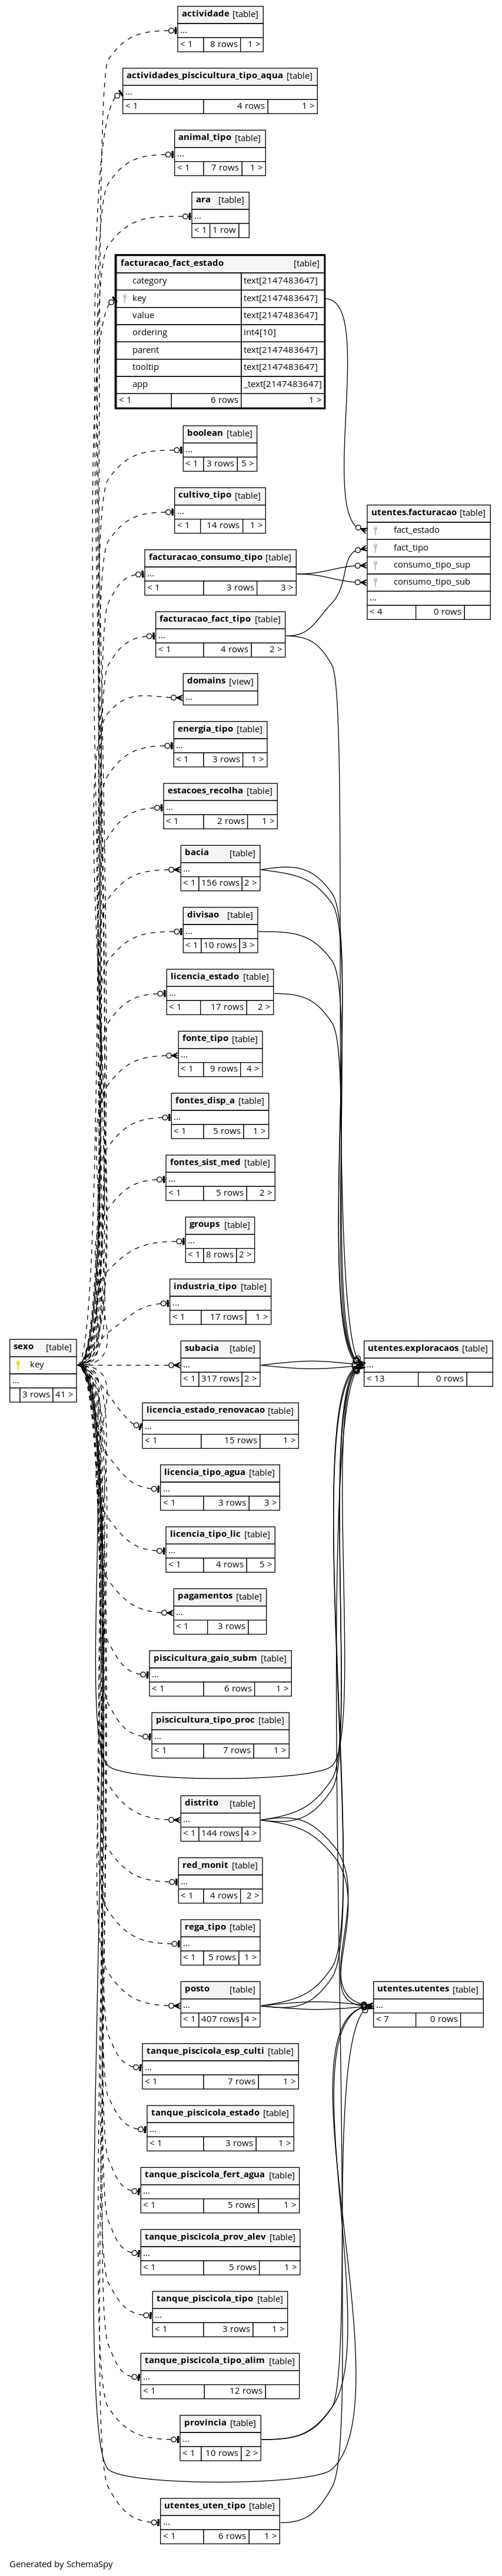 actividade [table]
...
< 1 8 rows 1 >
actividades_piscicultura_tipo_aqua [table]
...
< 1 4 rows 1 >
animal_tipo [table]
...
< 1 7 rows 1 >
ara [table]
...
< 1 1 row
facturacao_fact_estado [table]
category text[2147483647]
key text[2147483647]
value text[2147483647]
ordering int4[10]
parent text[2147483647]
tooltip text[2147483647]
app _text[2147483647]
< 1 6 rows 1 >
boolean [table]
...
< 1 3 rows 5 >
cultivo_tipo [table]
...
< 1 14 rows 1 >
utentes.facturacao [table]
fact_estado
fact_tipo
consumo_tipo_sup
consumo_tipo_sub
...
< 4 0 rows
facturacao_consumo_tipo [table]
...
< 1 3 rows 3 >
facturacao_fact_tipo [table]
...
< 1 4 rows 2 >
domains [view]
...
energia_tipo [table]
...
< 1 3 rows 1 >
estacoes_recolha [table]
...
< 1 2 rows 1 >
bacia [table]
...
< 1 156 rows 2 >
divisao [table]
...
< 1 10 rows 3 >
licencia_estado [table]
...
< 1 17 rows 2 >
fonte_tipo [table]
...
< 1 9 rows 4 >
fontes_disp_a [table]
...
< 1 5 rows 1 >
fontes_sist_med [table]
...
< 1 5 rows 2 >
groups [table]
...
< 1 8 rows 2 >
industria_tipo [table]
...
< 1 17 rows 1 >
sexo [table]
key
...
3 rows 41 >
subacia [table]
...
< 1 317 rows 2 >
utentes.exploracaos [table]
...
< 13 0 rows
licencia_estado_renovacao [table]
...
< 1 15 rows 1 >
licencia_tipo_agua [table]
...
< 1 3 rows 3 >
licencia_tipo_lic [table]
...
< 1 4 rows 5 >
pagamentos [table]
...
< 1 3 rows
piscicultura_gaio_subm [table]
...
< 1 6 rows 1 >
piscicultura_tipo_proc [table]
...
< 1 7 rows 1 >
distrito [table]
...
< 1 144 rows 4 >
red_monit [table]
...
< 1 4 rows 2 >
rega_tipo [table]
...
< 1 5 rows 1 >
posto [table]
...
< 1 407 rows 4 >
utentes.utentes [table]
...
< 7 0 rows
tanque_piscicola_esp_culti [table]
...
< 1 7 rows 1 >
tanque_piscicola_estado [table]
...
< 1 3 rows 1 >
tanque_piscicola_fert_agua [table]
...
< 1 5 rows 1 >
tanque_piscicola_prov_alev [table]
...
< 1 5 rows 1 >
tanque_piscicola_tipo [table]
...
< 1 3 rows 1 >
tanque_piscicola_tipo_alim [table]
...
< 1 12 rows
provincia [table]
...
< 1 10 rows 2 >
utentes_uten_tipo [table]
...
< 1 6 rows 1 >
Generated by SchemaSpy